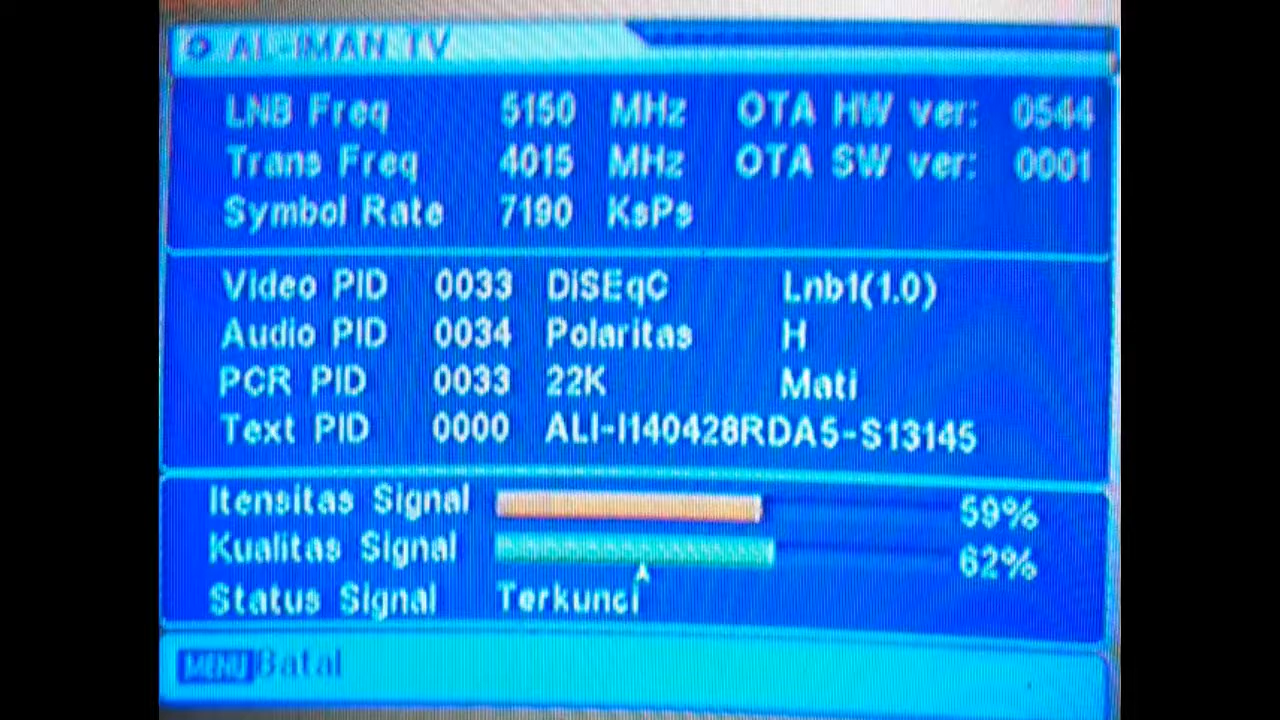 AL-IMAN TV
LNB Freq 5150 MHz OTA HW ver: 0544
Trans Freq 4015 MHz OTA SW ver: 0001
Symbol Rate 7190 KsPs
Video PID 0033 DiSEqC Lnb1(1.0)
Audio PID 0034 Polaritas H
PCR PID 0033 22K Mati
Text PID 0000 ALI-I140428RDA5-S13145
Itensitas Signal 59%
Kualitas Signal 62%
Status Signal Terkunci
MENU Batal